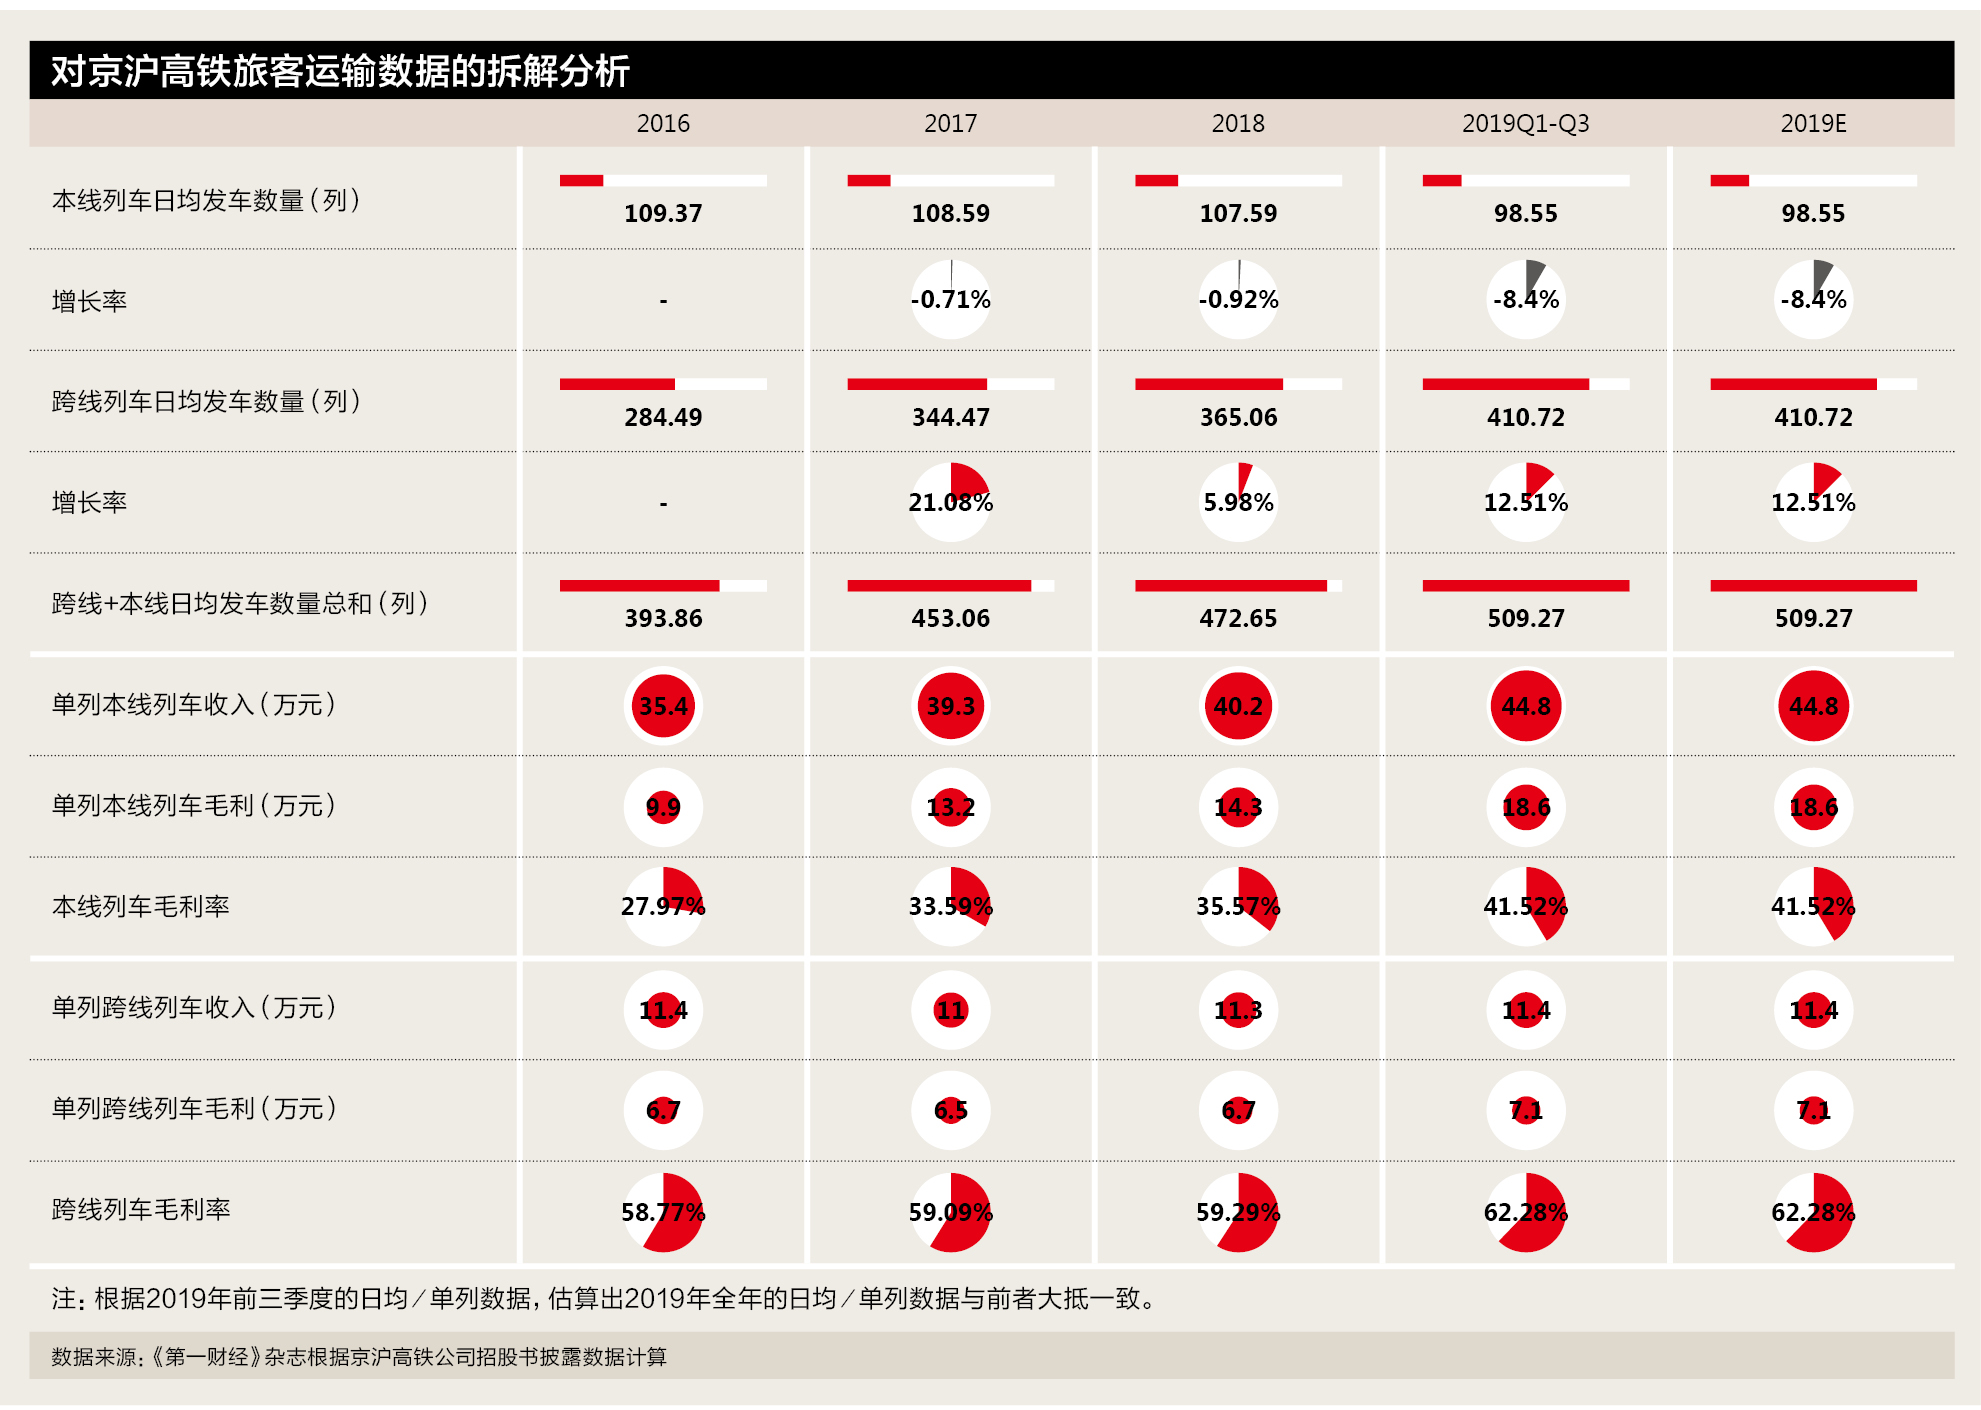 对京沪高铁旅客运输数据的拆解分析
2016 2017 2018 2019Q1-Q3 2019E
本线列车日均发车数量（列） 109.37 108.59 107.59 98.55 98.55
增长率 - -0.71% -0.92% -8.4% -8.4%
跨线列车日均发车数量（列） 284.49 344.47 365.06 410.72 410.72
增长率 - 21.08% 5.98% 12.51% 12.51%
跨线+本线日均发车数量总和（列） 393.86 453.06 472.65 509.27 509.27
单列本线列车收入（万元） 35.4 39.3 40.2 44.8 44.8
单列本线列车毛利（万元） 9.9 13.2 14.3 18.6 18.6
本线列车毛利率 27.97% 33.59% 35.57% 41.52% 41.52%
单列跨线列车收入（万元） 11.4 11 11.3 11.4 11.4
单列跨线列车毛利（万元） 6.7 6.5 6.7 7.1 7.1
跨线列车毛利率 58.77% 59.09% 59.29% 62.28% 62.28%
注：根据2019年前三季度的日均／单列数据，估算出2019年全年的日均／单列数据与前者大抵一致。
数据来源：《第一财经》杂志根据京沪高铁公司招股书披露数据计算